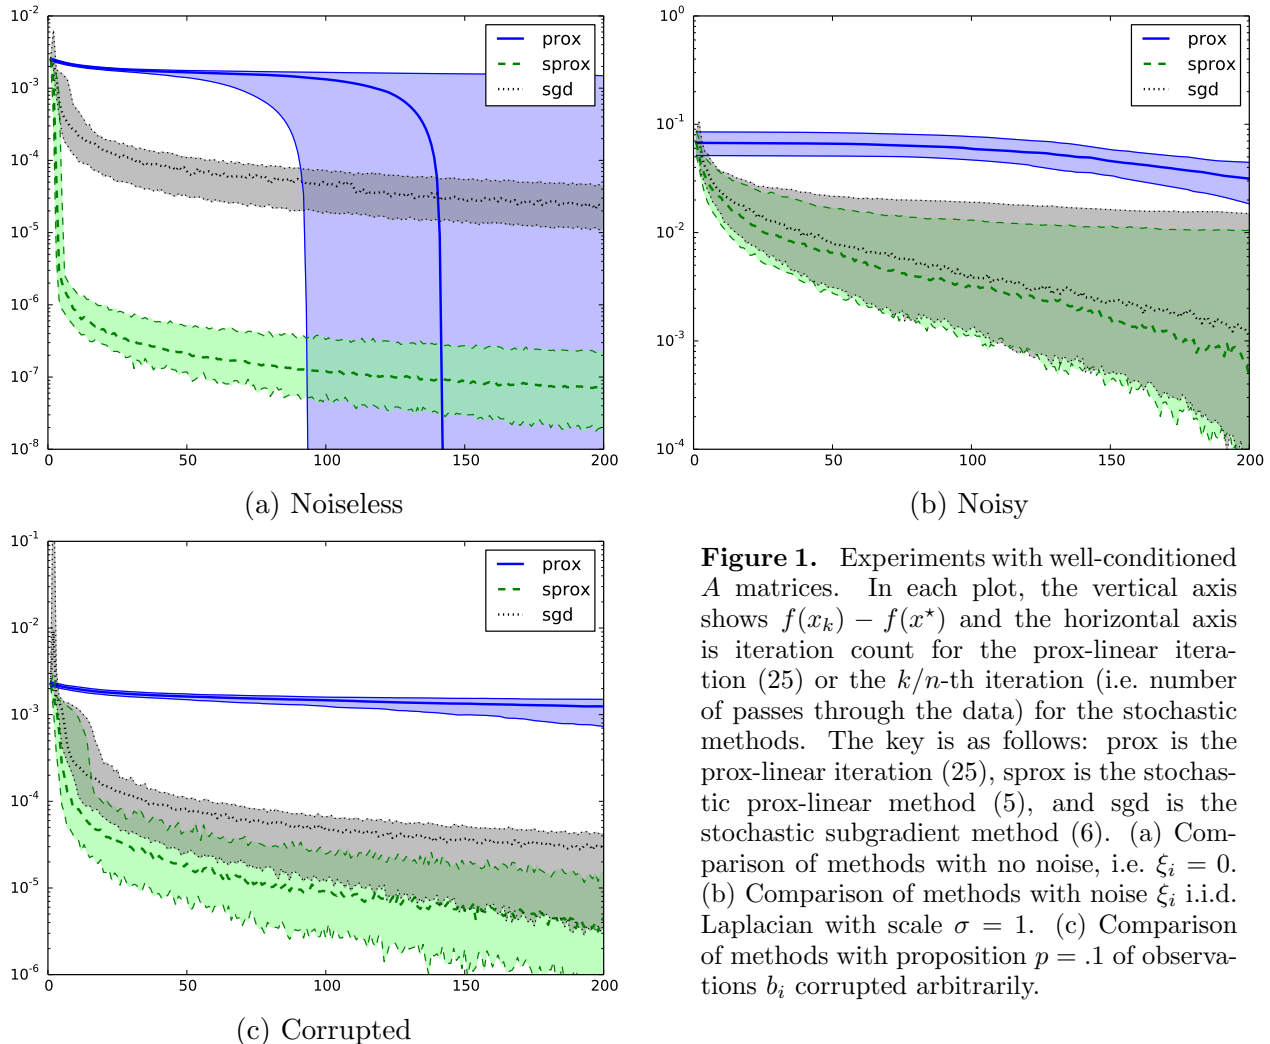 10^-2
10^-3
10^-4
10^-5
10^-6
10^-7
10^-8
0 50 100 150 200
prox
sprox
sgd
(a) Noiseless
10^0
10^-1
10^-2
10^-3
10^-4
0 50 100 150 200
prox
sprox
sgd
(b) Noisy
10^-1
10^-2
10^-3
10^-4
10^-5
10^-6
0 50 100 150 200
prox
sprox
sgd
(c) Corrupted
Figure 1. Experiments with well-conditioned
A matrices. In each plot, the vertical axis
shows f(x_k) − f(x^⋆) and the horizontal axis
is iteration count for the prox-linear itera-
tion (25) or the k/n-th iteration (i.e. number
of passes through the data) for the stochastic
methods. The key is as follows: prox is the
prox-linear iteration (25), sprox is the stochas-
tic prox-linear method (5), and sgd is the
stochastic subgradient method (6). (a) Com-
parison of methods with no noise, i.e. ξ_i = 0.
(b) Comparison of methods with noise ξ_i i.i.d.
Laplacian with scale σ = 1. (c) Comparison
of methods with proposition p = .1 of observa-
tions b_i corrupted arbitrarily.